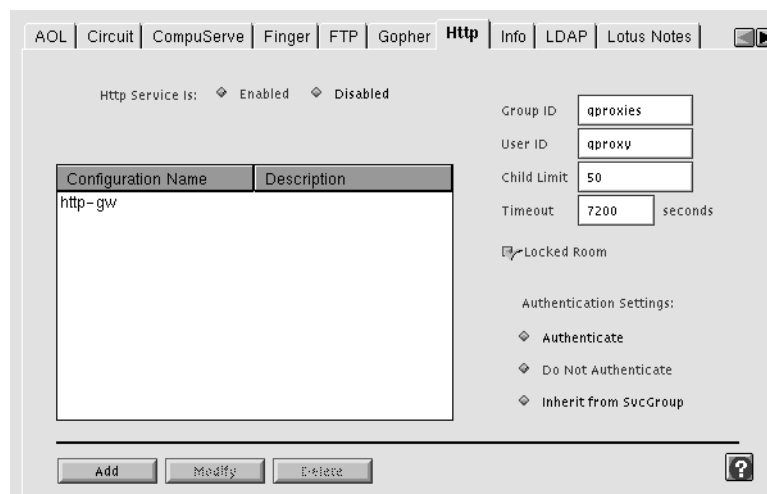 AOL Circuit CompuServe Finger FTP Gopher Http Info LDAP Lotus Notes
Http Service Is: Enabled Disabled
Group ID qproxies
User ID qproxy
Configuration Name Description
Child Limit 50
http-gw
Timeout 7200 seconds
Locked Room
Authentication Settings:
Authenticate
Do Not Authenticate
Inherit from SvcGroup
Add Modify Delete ?